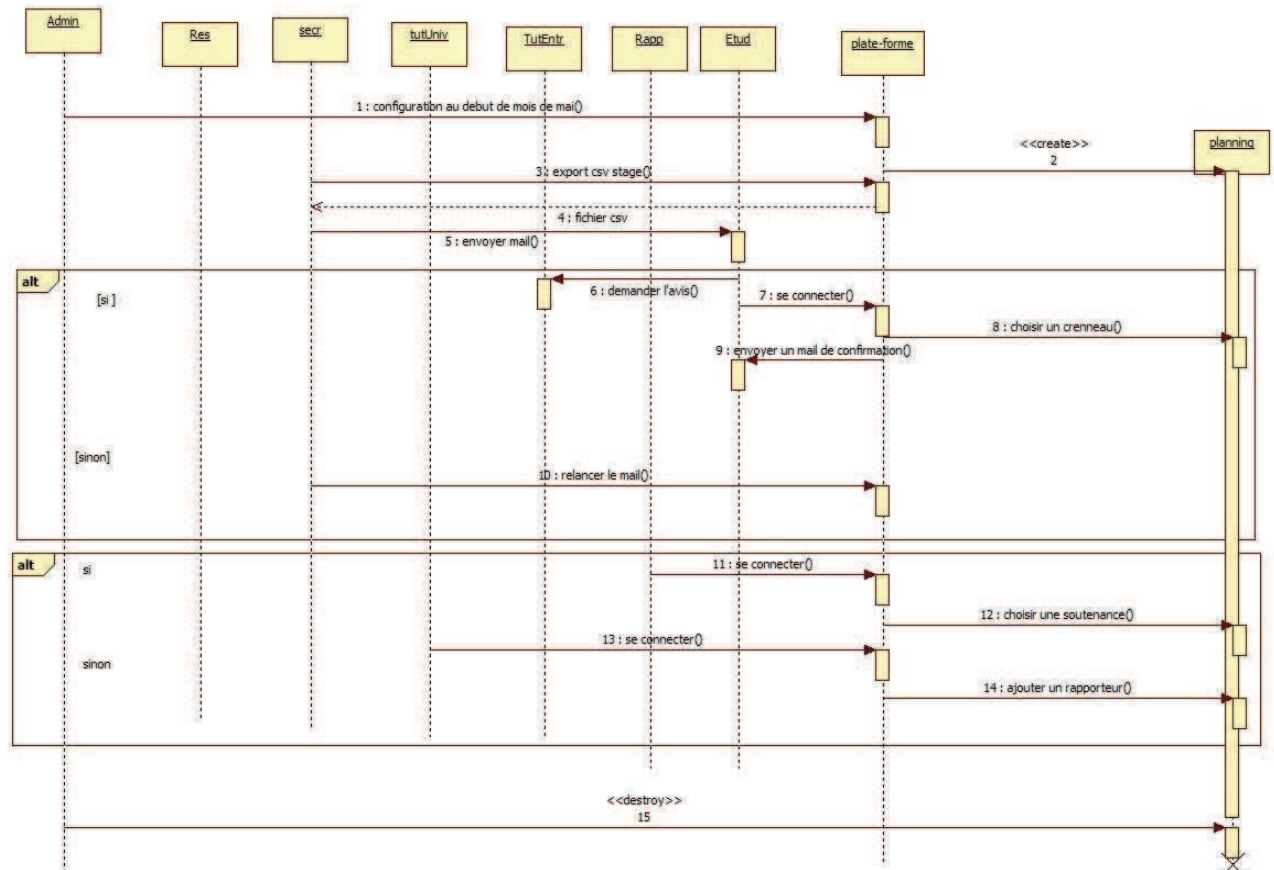 Admin
Res
secr
tutUniv
TutEntr
Rapp
Etud
plate-forme
1 : configuration au debut de mois de mai()
planning
<<create>>
2
3 : export csv stage()
4 : fichier csv
5 : envoyer mail()
alt
[si ]
6 : demander l'avis()
7 : se connecter()
8 : choisir un crenneau()
9 : envoyer un mail de confirmation()
[sinon]
10 : relancer le mail()
alt
si
11 : se connecter()
12 : choisir une soutenance()
13 : se connecter()
sinon
14 : ajouter un rapporteur()
<<destroy>>
15